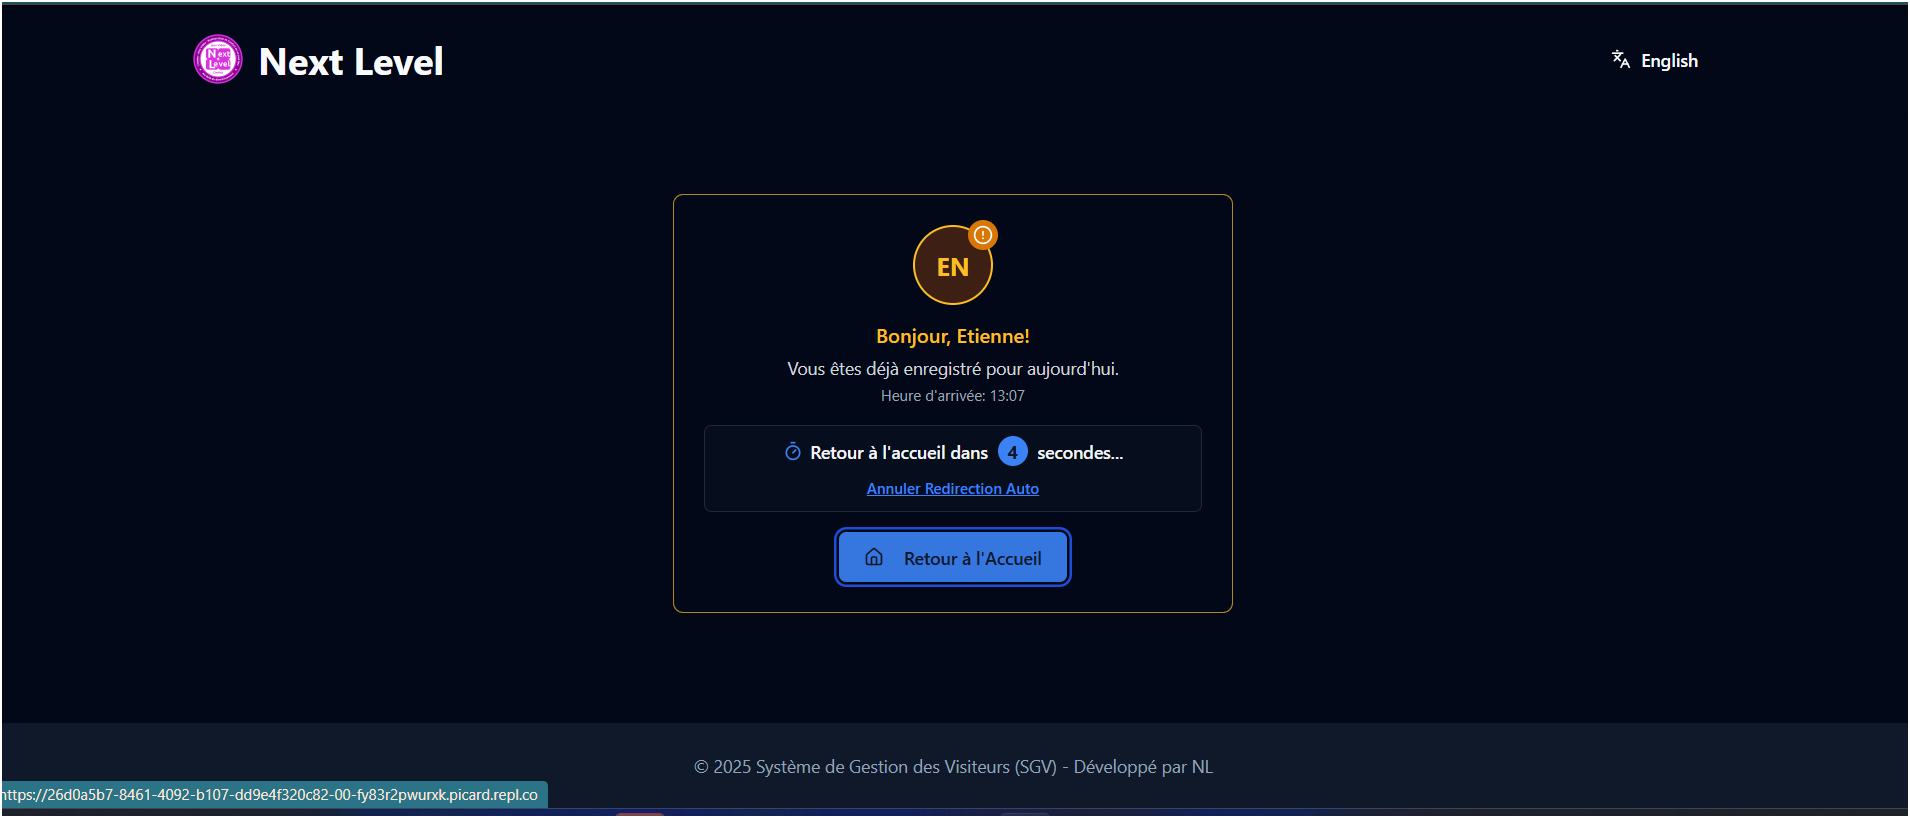 Next Level
Next Level
English
EN
Bonjour, Etienne!
Vous êtes déjà enregistré pour aujourd'hui.
Heure d'arrivée: 13:07
Retour à l'accueil dans 4 secondes...
Annuler Redirection Auto
Retour à l'Accueil
© 2025 Système de Gestion des Visiteurs (SGV) - Développé par NL
https://26d0a5b7-8461-4092-b107-dd9e4f320c82-00-fy83r2pwurxk.picard.repl.co